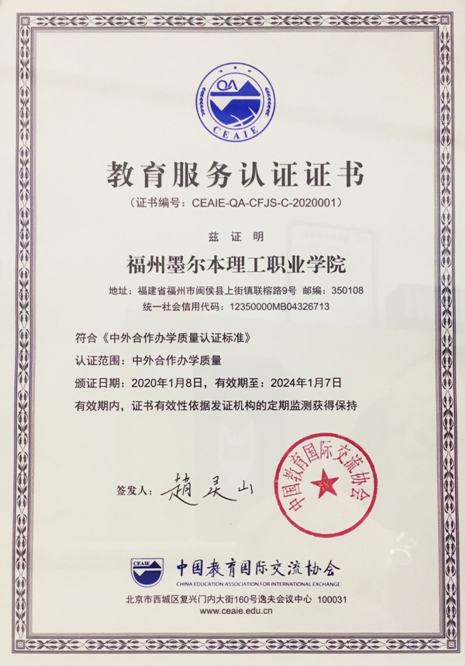 QA
CEAIE
教育服务认证证书
（证书编号：CEAIE-QA-CFJS-C-2020001）
兹证明
福州墨尔本理工职业学院
地址：福建省福州市闽侯县上街镇联榕路9号 邮编：350108
统一社会信用代码：12350000MB04326713
符合《中外合作办学质量认证标准》
认证范围：中外合作办学质量
颁证日期：2020年1月8日，有效期至：2024年1月7日
有效期内，证书有效性依据发证机构的定期监测获得保持
签发人：赵灵山
中国教育国际交流协会
CEAIE
中国教育国际交流协会
CHINA EDUCATION ASSOCIATION FOR INTERNATIONAL EXCHANGE
北京市西城区复兴门内大街160号逸夫会议中心 100031
www.ceaie.edu.cn